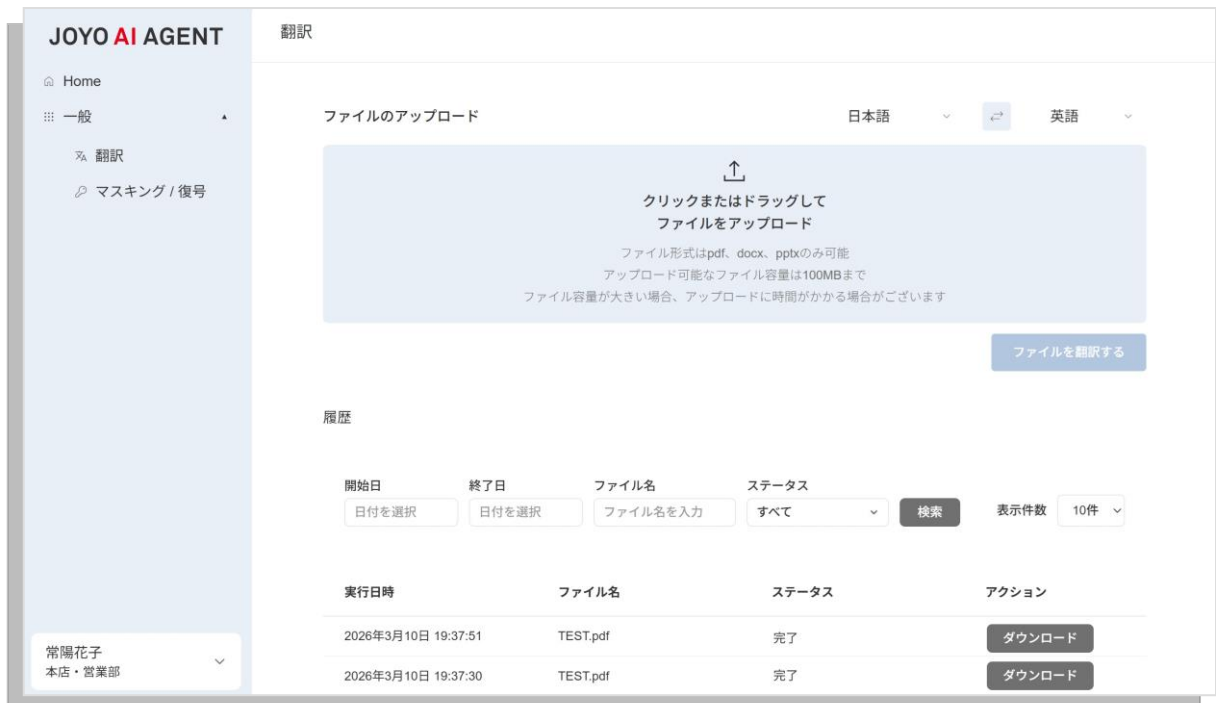 JOYO AI AGENT
翻訳
Home
一般
翻訳
マスキング / 復号
ファイルのアップロード
日本語
英語
クリックまたはドラッグして
ファイルをアップロード
ファイル形式はpdf、docx、pptxのみ可能
アップロード可能なファイル容量は100MBまで
ファイル容量が大きい場合、アップロードに時間がかかる場合がございます
ファイルを翻訳する
履歴
開始日 終了日 ファイル名 ステータス
日付を選択 日付を選択 ファイル名を入力 すべて 検索 表示件数 10件
実行日時 ファイル名 ステータス アクション
2026年3月10日 19:37:51 TEST.pdf 完了 ダウンロード
2026年3月10日 19:37:30 TEST.pdf 完了 ダウンロード
常陽花子
本店・営業部